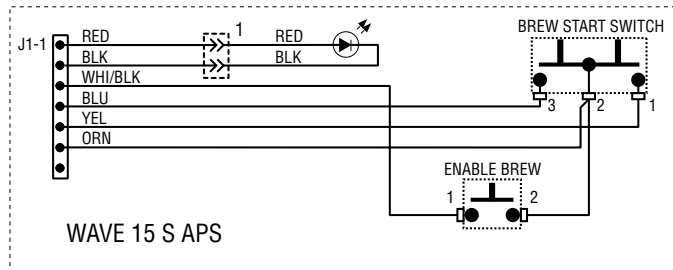 BREW START SWITCH
J1-1
RED
1
RED
BLK
BLK
WHI/BLK
BLU
3
2
1
YEL
ORN
ENABLE BREW
1
2
WAVE 15 S APS